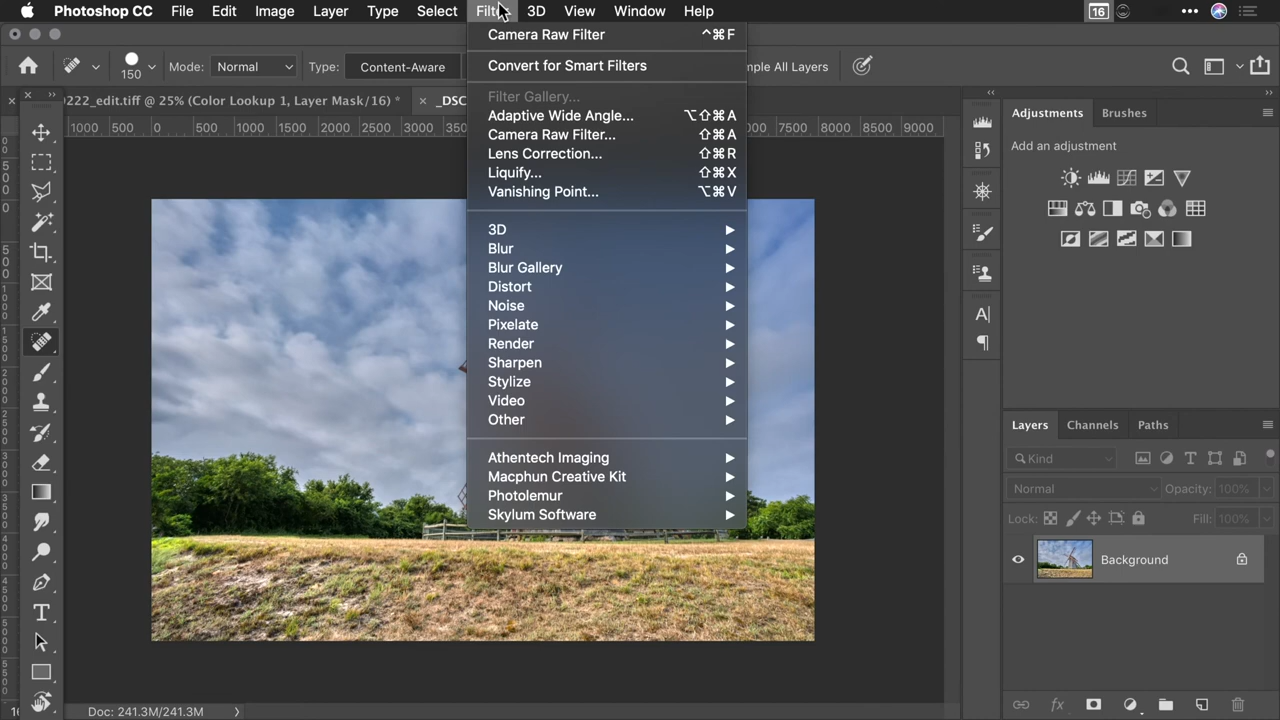 Photoshop CC File Edit Image Layer Type Select Filter 3D View Window Help 16
150 Mode: Normal Type: Content-Aware ple All Layers
0222_edit.tiff @ 25% (Color Lookup 1, Layer Mask/16) * _DSC
1000 500 0 500 1000 1500 2000 2500 3000 7500 8000 8500 9000
Camera Raw Filter ^⌘F
Convert for Smart Filters
Filter Gallery...
Adaptive Wide Angle... ⌥⇧⌘A
Camera Raw Filter... ⇧⌘A
Lens Correction... ⇧⌘R
Liquify... ⇧⌘X
Vanishing Point... ⌥⌘V
3D
Blur
Blur Gallery
Distort
Noise
Pixelate
Render
Sharpen
Stylize
Video
Other
Athentech Imaging
Macphun Creative Kit
Photolemur
Skylum Software
Adjustments Brushes
Add an adjustment
Layers Channels Paths
Kind
Normal Opacity: 100%
Lock: Fill: 100%
Background
Doc: 241.3M/241.3M